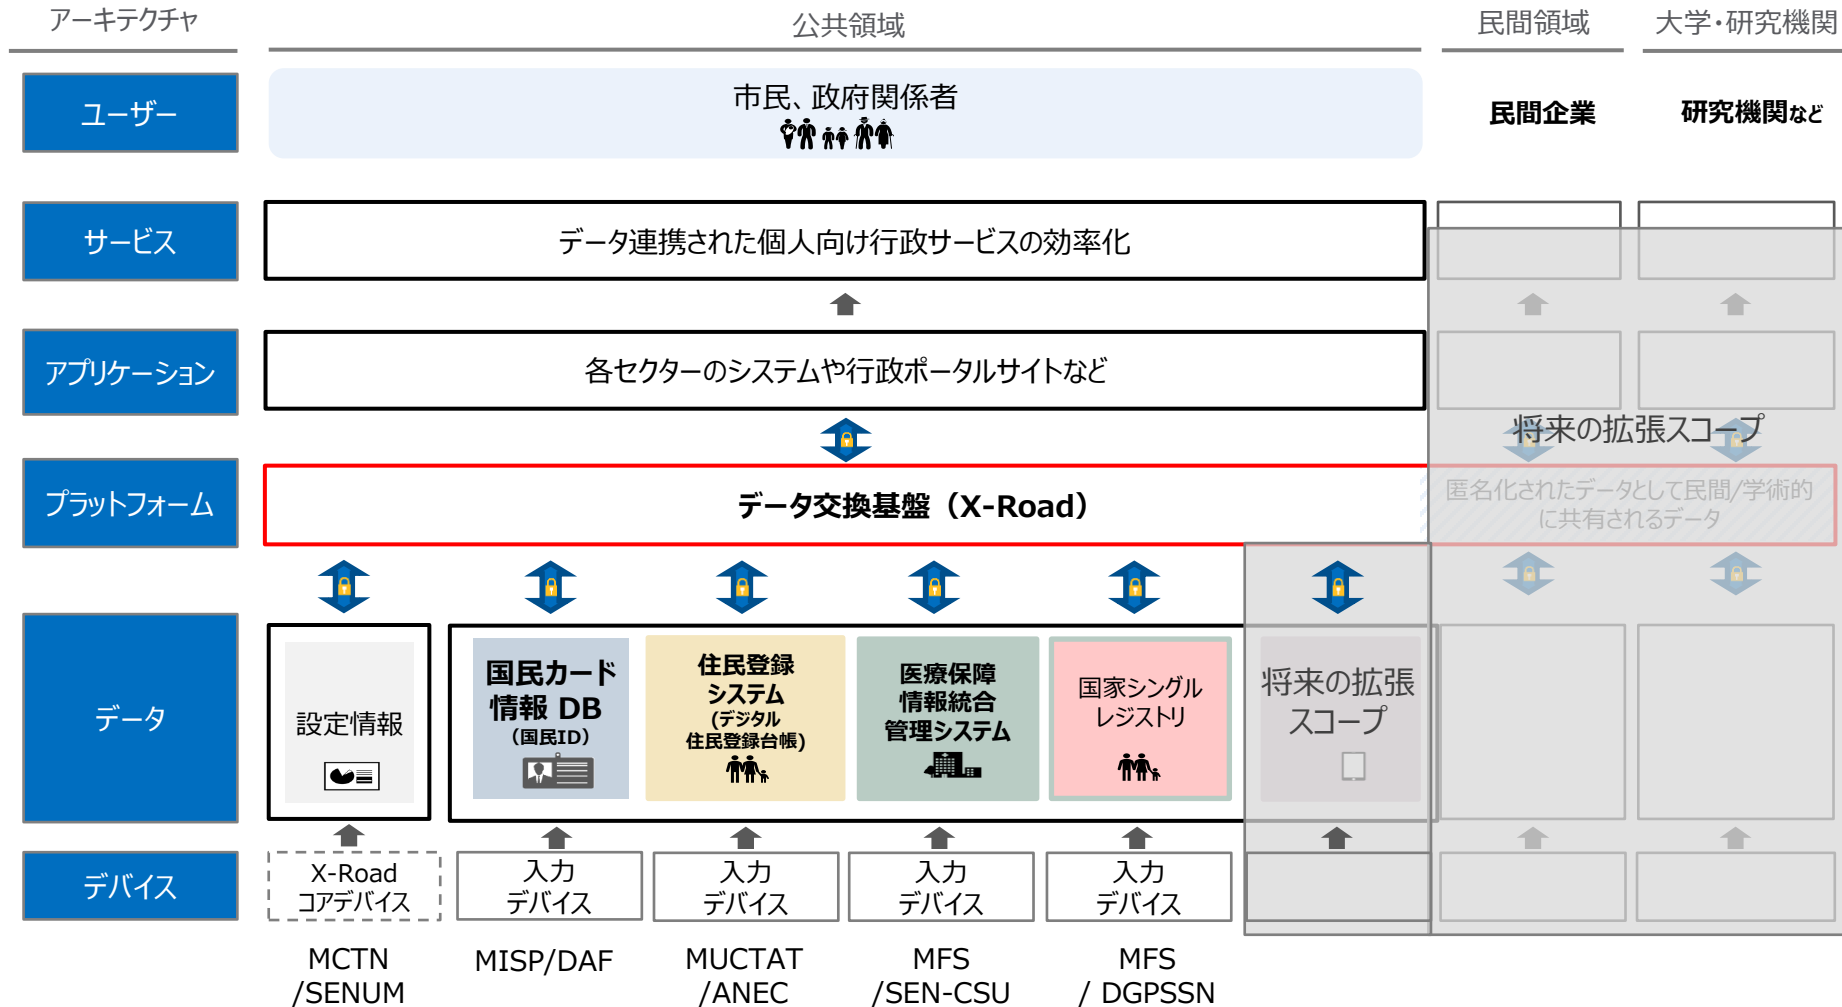 アーキテクチャ
公共領域
民間領域
大学・研究機関
ユーザー
市民、政府関係者
民間企業
研究機関など
サービス
データ連携された個人向け行政サービスの効率化
アプリケーション
各セクターのシステムや行政ポータルサイトなど
将来の拡張スコープ
プラットフォーム
データ交換基盤（X-Road）
匿名化されたデータとして民間/学術的
に共有されるデータ
データ
設定情報
国民カード
情報 DB
（国民ID）
住民登録
システム
(デジタル
住民登録台帳)
医療保障
情報統合
管理システム
国家シングル
レジストリ
将来の拡張
スコープ
デバイス
X-Road
コアデバイス
入力
デバイス
入力
デバイス
入力
デバイス
入力
デバイス
MCTN
/SENUM
MISP/DAF
MUCTAT
/ANEC
MFS
/SEN-CSU
MFS
/ DGPSSN